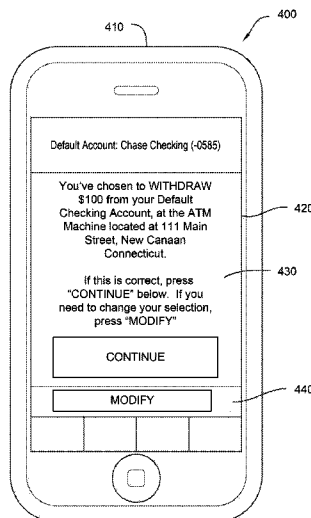 410
400
Default Account: Chase Checking (-0585)
You've chosen to WITHDRAW
$100 from your Default
Checking Account, at the ATM
Machine located at 111 Main
Street, New Canaan
Connecticut.
420
If this is correct, press
"CONTINUE" below. If you
need to change your selection,
press "MODIFY"
430
CONTINUE
MODIFY
440